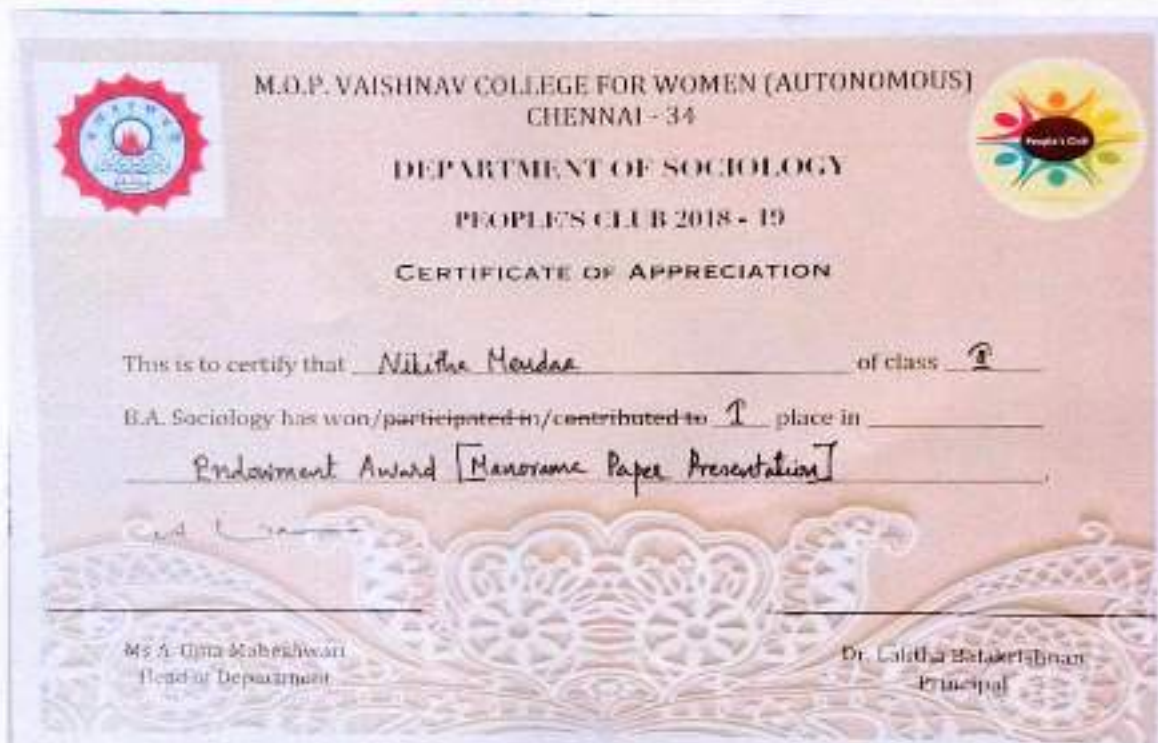 M.O.P. VAISHNAV COLLEGE FOR WOMEN (AUTONOMOUS)
CHENNAI - 34
DEPARTMENT OF SOCIOLOGY
PEOPLE'S CLUB 2018 - 19
People's Club
CERTIFICATE OF APPRECIATION
This is to certify that Nikitha of class
B.A. Sociology has won/participated in/contributed to I place in
Endowment Award [Manorama Paper Presentation]
Ms A Uma Maheshwari
Head of Department
Dr. Lalitha Balakrishnan
Principal